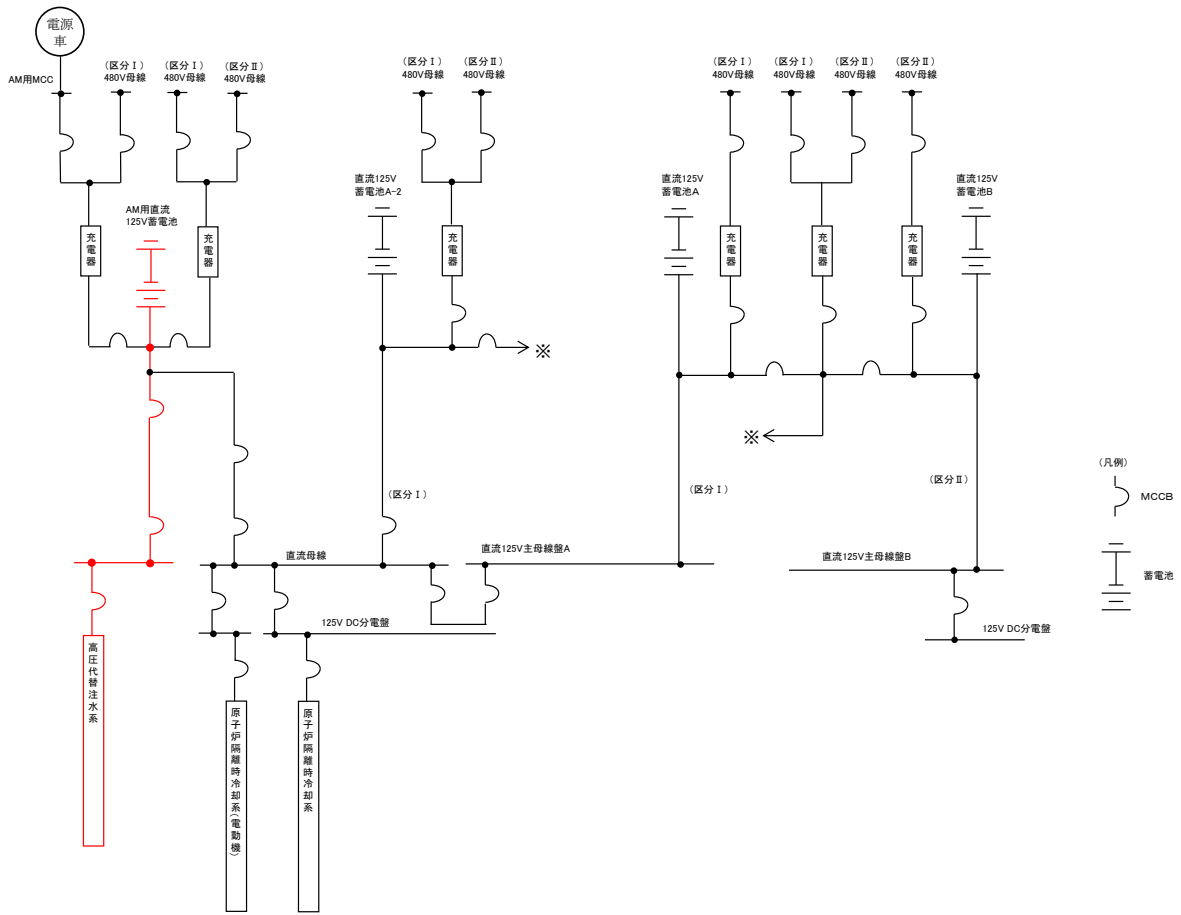 電源
車
AM用MCC
(区分Ⅰ)
480V母線
(区分Ⅰ)
480V母線
(区分Ⅱ)
480V母線
(区分Ⅰ)
480V母線
(区分Ⅱ)
480V母線
(区分Ⅰ)
480V母線
(区分Ⅰ)
480V母線
(区分Ⅱ)
480V母線
(区分Ⅱ)
480V母線
AM用直流
125V蓄電池
直流125V
蓄電池A-2
直流125V
蓄電池A
直流125V
蓄電池B
充電器
充電器
充電器
充電器
充電器
充電器
※
※
(区分Ⅰ)
(区分Ⅰ)
(区分Ⅱ)
(凡例)
MCCB
蓄電池
直流母線
直流125V主母線盤A
直流125V主母線盤B
125V DC分電盤
125V DC分電盤
高圧代替注水系
原子炉隔離時冷却系(電動機)
原子炉隔離時冷却系